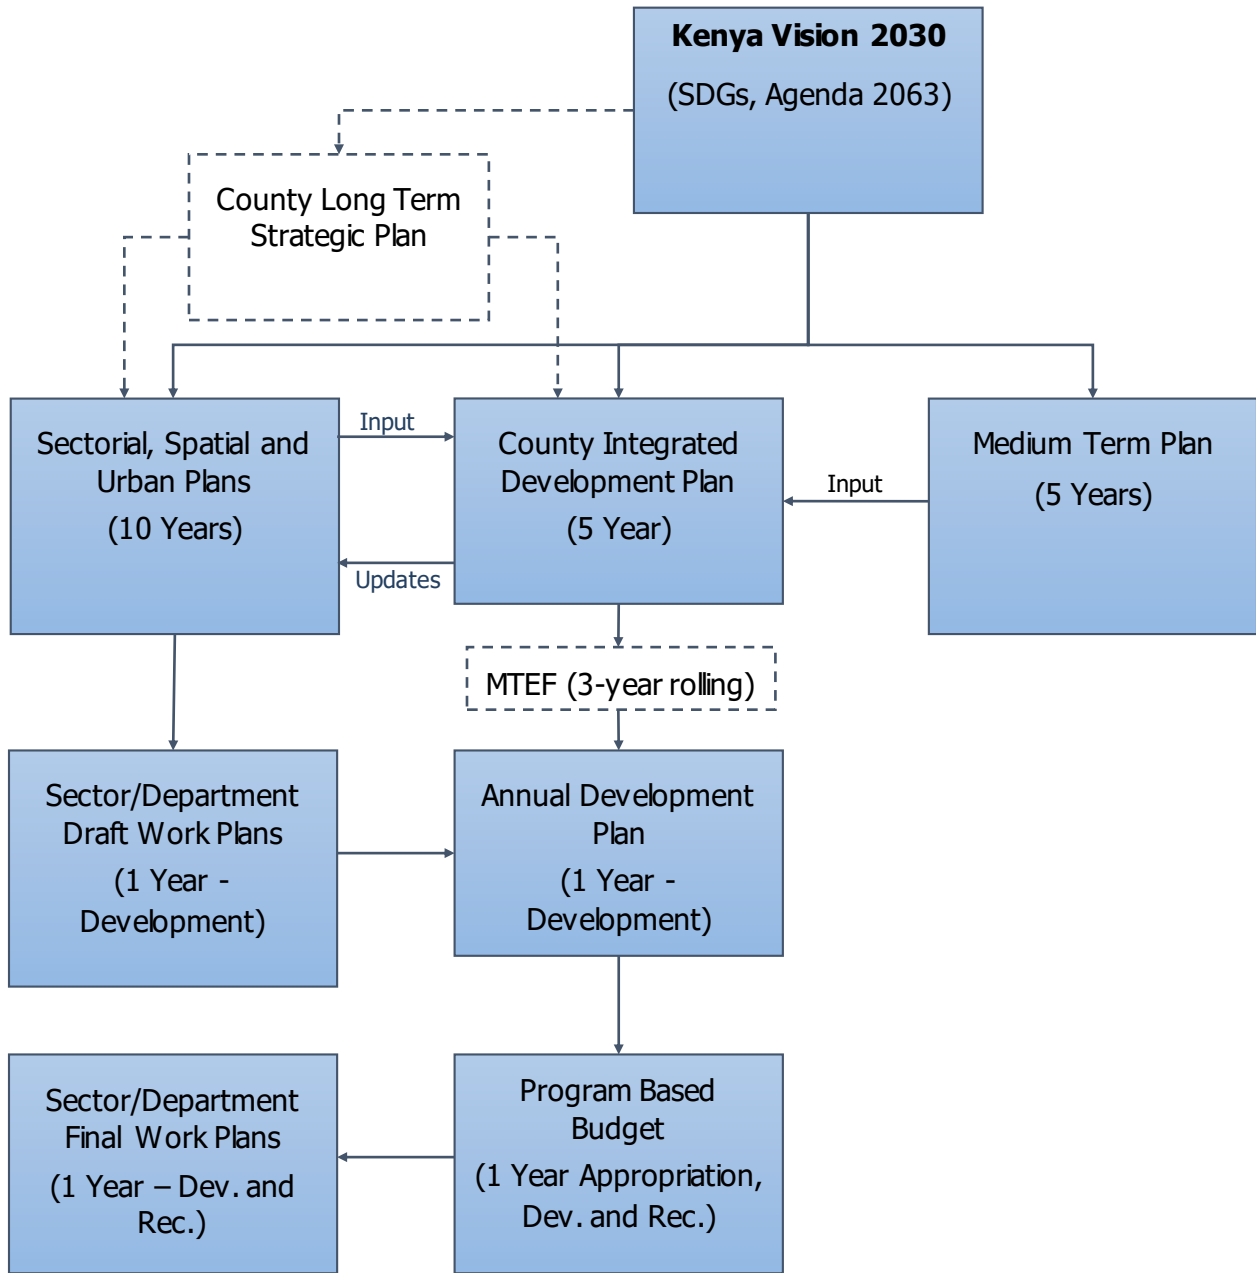 Kenya Vision 2030
(SDGs, Agenda 2063)
County Long Term
Strategic Plan
Sectorial, Spatial and
Urban Plans
(10 Years)
Input
Updates
County Integrated
Development Plan
(5 Year)
Input
Medium Term Plan
(5 Years)
MTEF (3-year rolling)
Sector/Department
Draft Work Plans
(1 Year -
Development)
Annual Development
Plan
(1 Year -
Development)
Sector/Department
Final Work Plans
(1 Year – Dev. and
Rec.)
Program Based
Budget
(1 Year Appropriation,
Dev. and Rec.)